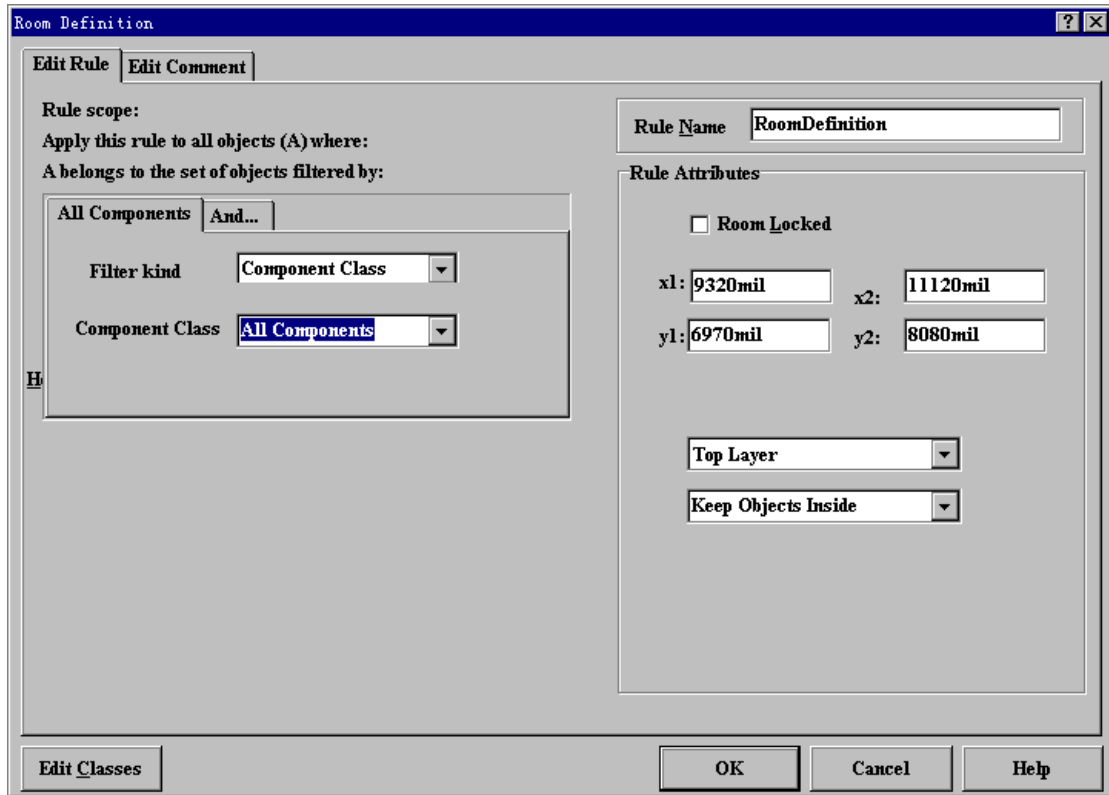 Room Definition
Edit Rule Edit Comment
Rule scope:
Apply this rule to all objects (A) where:
A belongs to the set of objects filtered by:
All Components And...
Filter kind Component Class
Component Class All Components
Rule Name RoomDefinition
Rule Attributes
Room Locked
x1: 9320mil x2: 11120mil
y1: 6970mil y2: 8080mil
Top Layer
Keep Objects Inside
Edit Classes OK Cancel Help